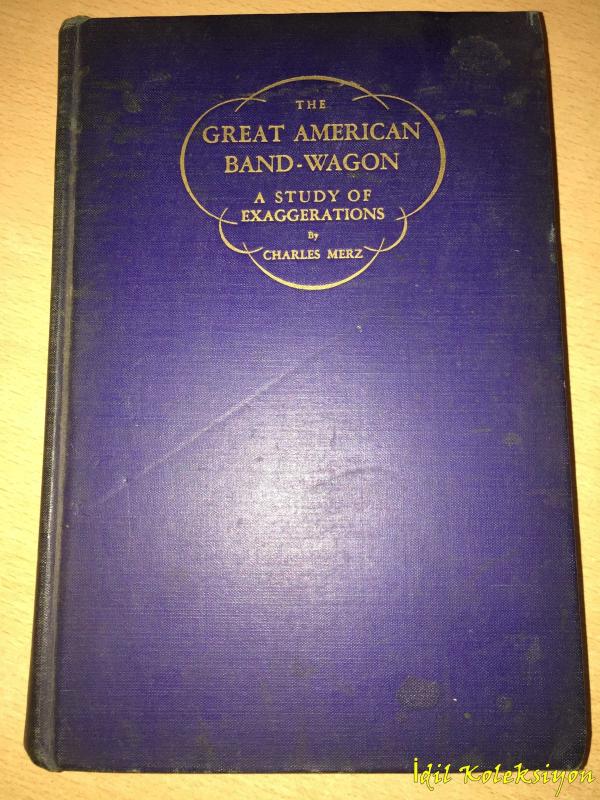 THE
GREAT AMERICAN
BAND-WAGON
A STUDY OF
EXAGGERATIONS
By
CHARLES MERZ
İdil Koleksiyon